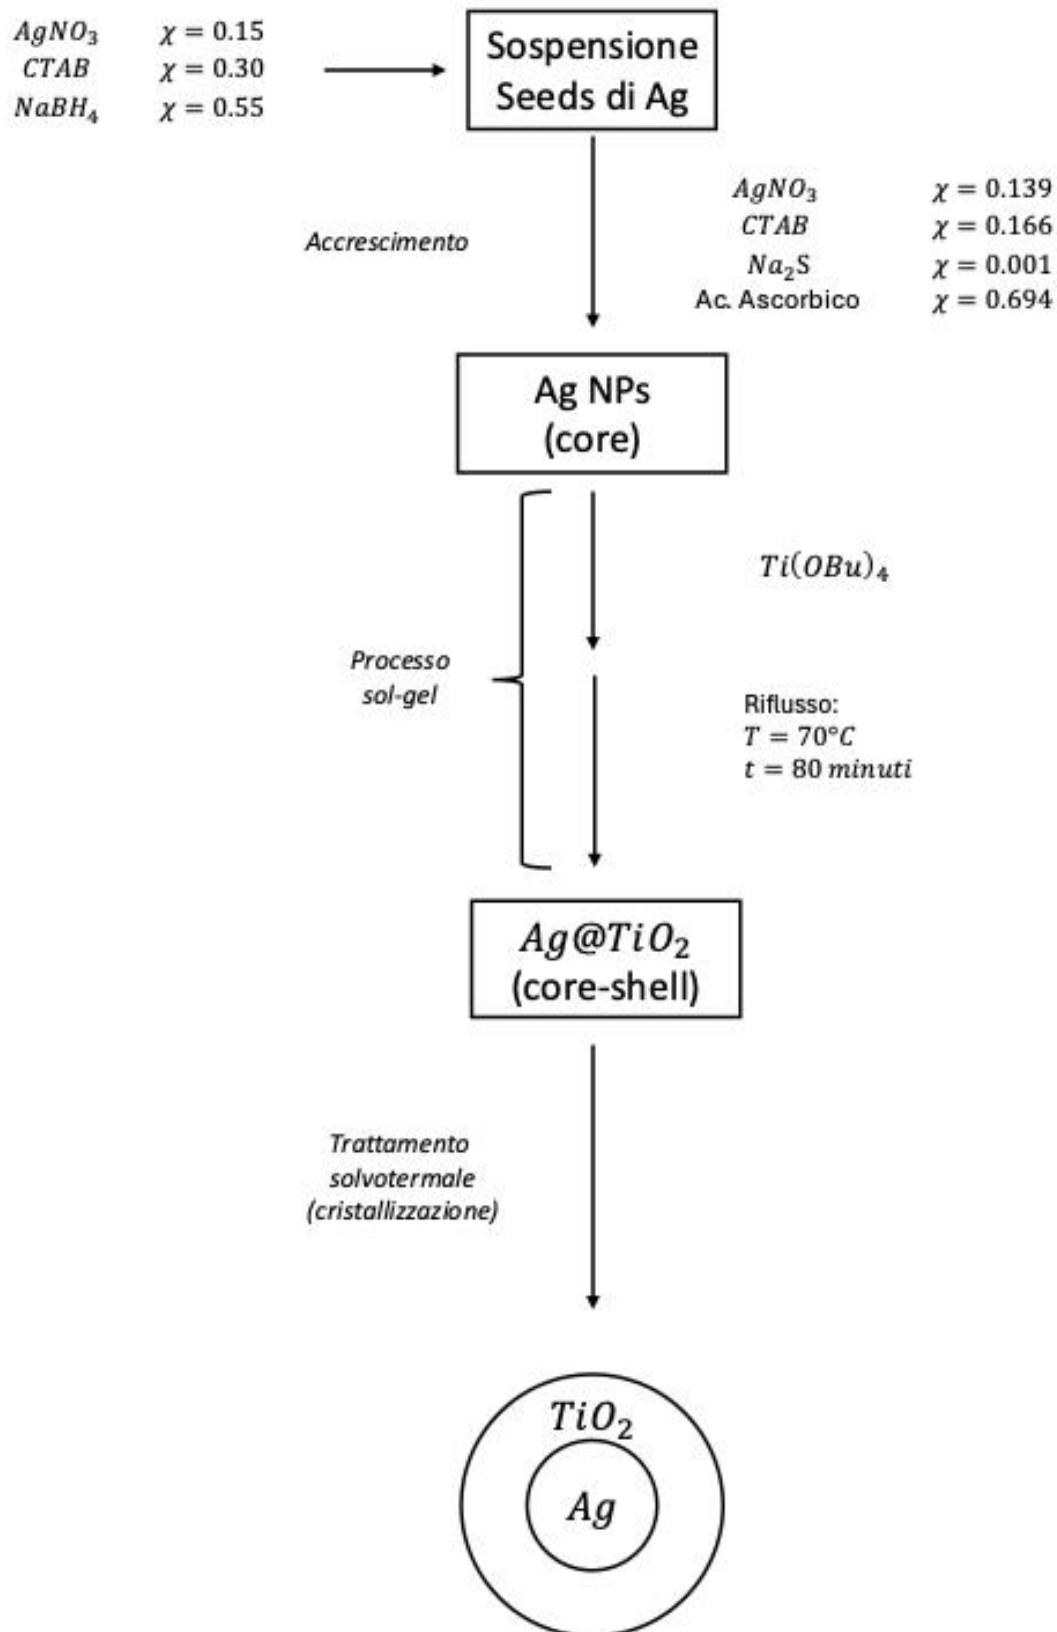 AgNO₃ χ = 0.15
CTAB χ = 0.30
NaBH₄ χ = 0.55
Sospensione
Seeds di Ag
Accrescimento
AgNO₃ χ = 0.139
CTAB χ = 0.166
Na₂S χ = 0.001
Ac. Ascorbico χ = 0.694
Ag NPs
(core)
Ti(OBu)₄
Processo
sol-gel
Riflusso:
T = 70°C
t = 80 minuti
Ag@TiO₂
(core-shell)
Trattamento
solvotermale
(cristallizzazione)
TiO₂
Ag